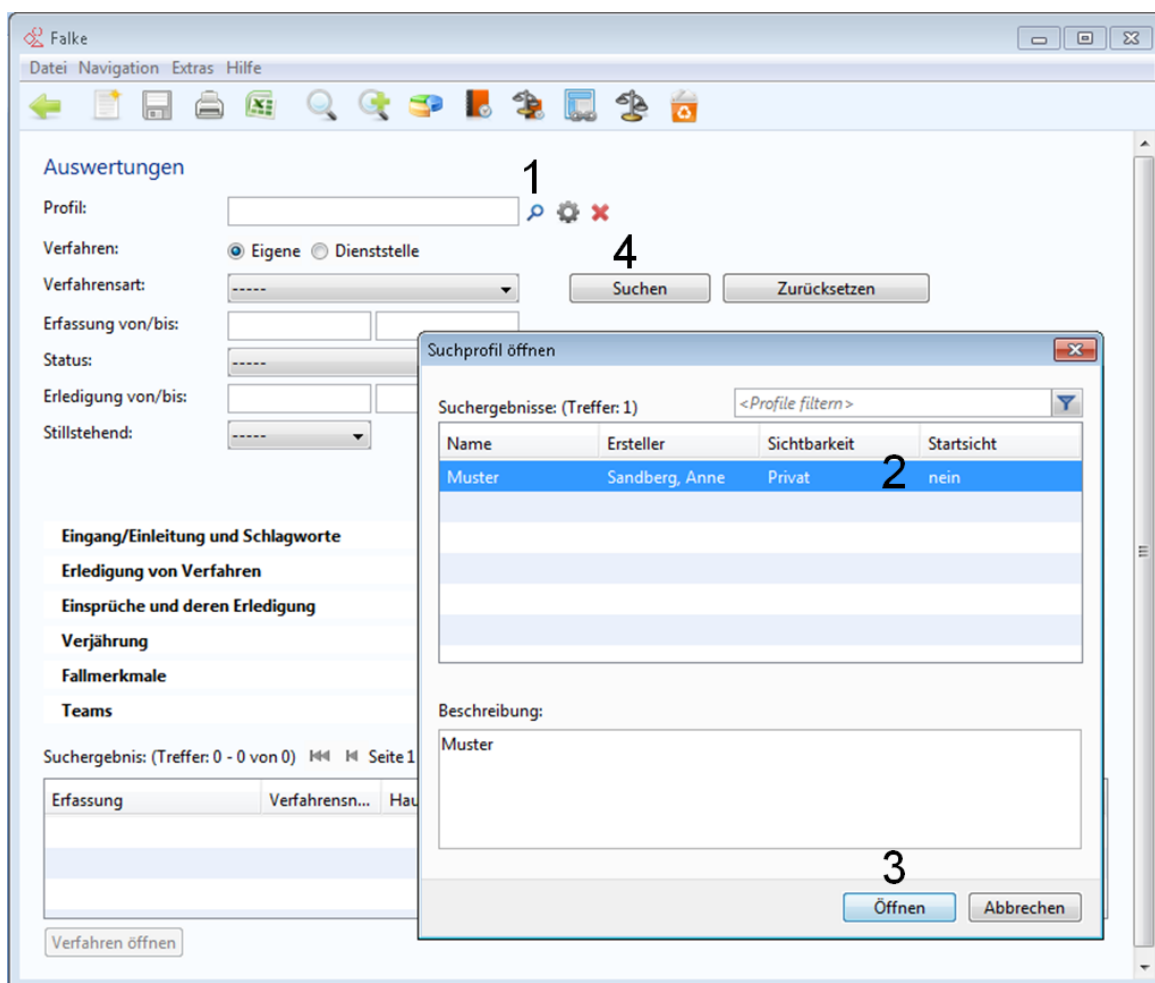 Falke
Datei Navigation Extras Hilfe
Auswertungen
1
Profil:
Verfahren: Eigene Dienststelle
4
Verfahrensart: ----- Suchen Zurücksetzen
Erfassung von/bis:
Status: -----
Erledigung von/bis:
Stillstehend: -----
Eingang/Einleitung und Schlagworte
Erledigung von Verfahren
Einsprüche und deren Erledigung
Verjährung
Fallmerkmale
Teams
Suchergebnis: (Treffer: 0 - 0 von 0) Seite 1
Erfassung Verfahrensn... Hau
Verfahren öffnen
Suchprofil öffnen
Suchergebnisse: (Treffer: 1) <Profile filtern>
Name Ersteller Sichtbarkeit Startsicht
Muster Sandberg, Anne Privat 2 nein
Beschreibung:
Muster
3
Öffnen Abbrechen